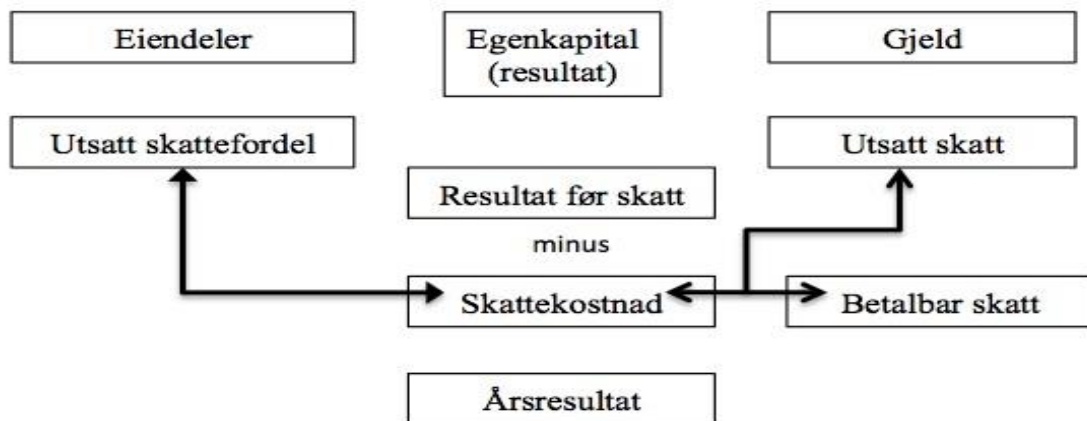 Eiendeler
Egenkapital
(resultat)
Gjeld
Utsatt skattefordel
Utsatt skatt
Resultat før skatt
minus
Skattekostnad
Betalbar skatt
Årsresultat